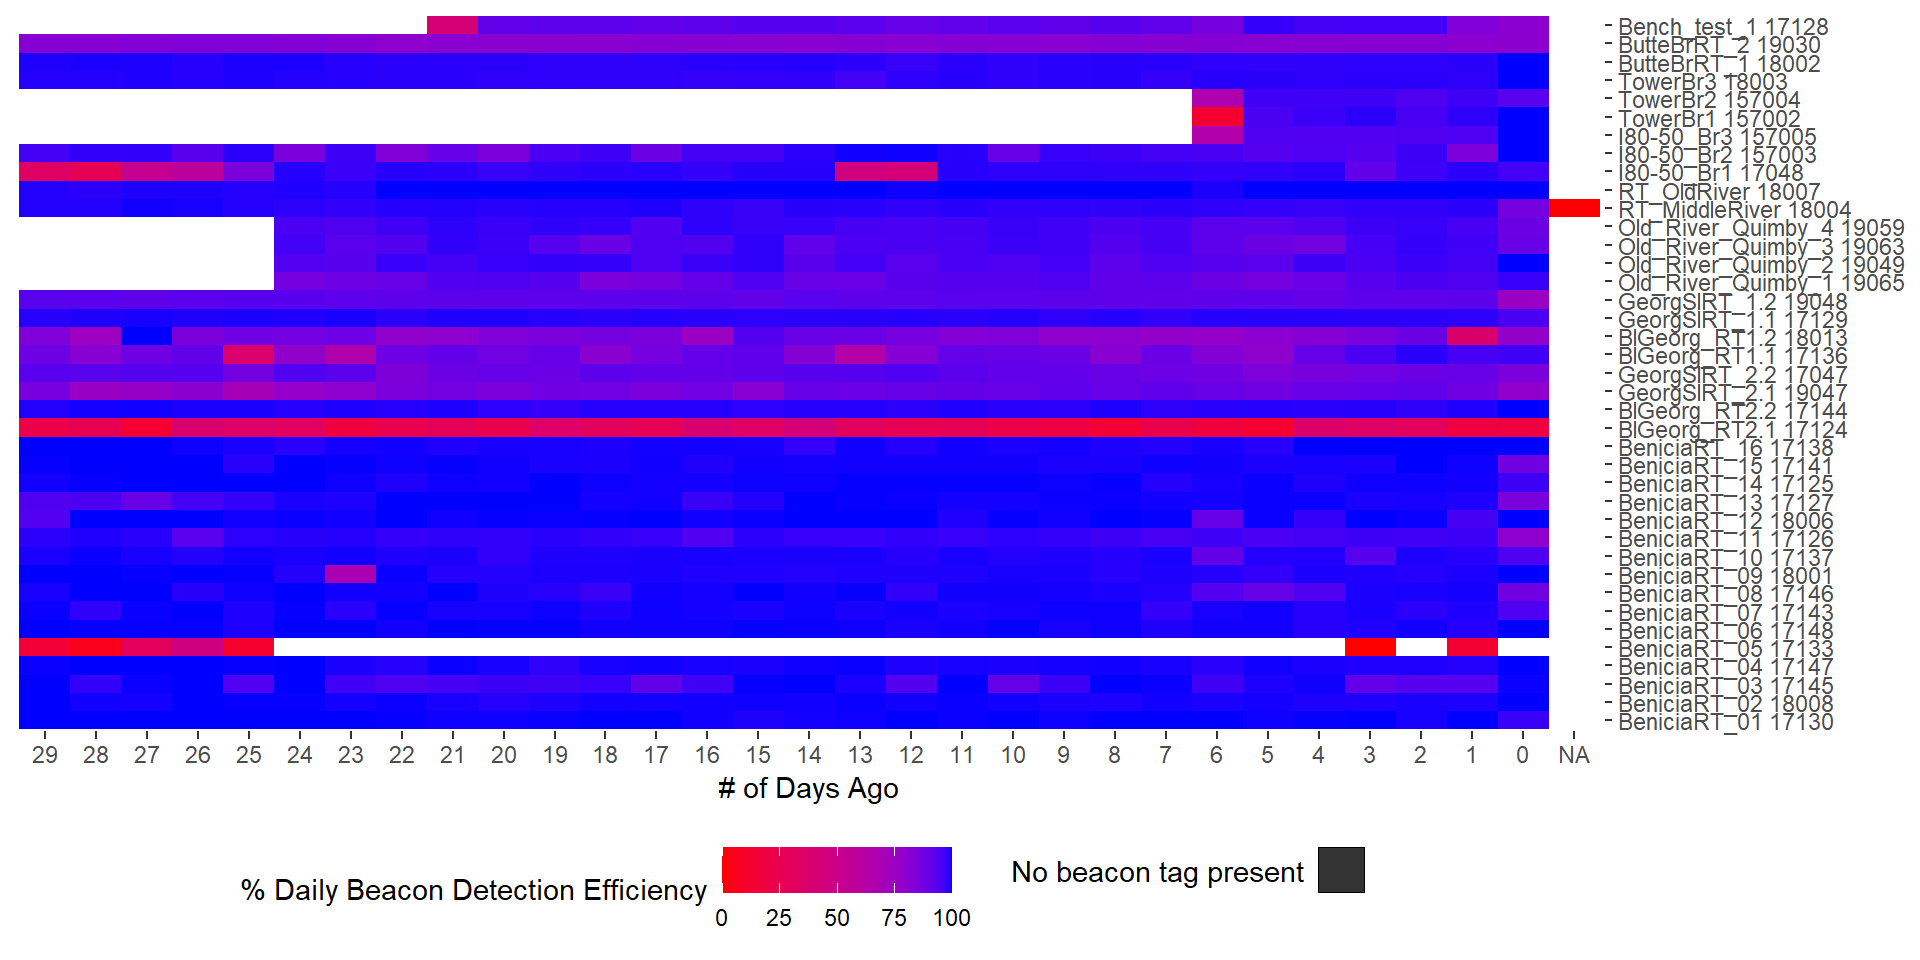 Bench_test_1 17128
ButteBrRT_2 19030
ButteBrRT_1 18002
TowerBr3 18003
TowerBr2 157004
TowerBr1 157002
I80-50_Br3 157005
I80-50_Br2 157003
I80-50_Br1 17048
RT_OldRiver 18007
RT_MiddleRiver 18004
Old_River_Quimby_4 19059
Old_River_Quimby_3 19063
Old_River_Quimby_2 19049
Old_River_Quimby_1 19065
GeorgSlRT_1.2 19048
GeorgSlRT_1.1 17129
BlGeorg_RT1.2 18013
BlGeorg_RT1.1 17136
GeorgSlRT_2.2 17047
GeorgSlRT_2.1 19047
BlGeorg_RT2.2 17144
BlGeorg_RT2.1 17124
BeniciaRT_16 17138
BeniciaRT_15 17141
BeniciaRT_14 17125
BeniciaRT_13 17127
BeniciaRT_12 18006
BeniciaRT_11 17126
BeniciaRT_10 17137
BeniciaRT_09 18001
BeniciaRT_08 17146
BeniciaRT_07 17143
BeniciaRT_06 17148
BeniciaRT_05 17133
BeniciaRT_04 17147
BeniciaRT_03 17145
BeniciaRT_02 18008
BeniciaRT_01 17130
29 28 27 26 25 24 23 22 21 20 19 18 17 16 15 14 13 12 11 10 9 8 7 6 5 4 3 2 1 0 NA
# of Days Ago
% Daily Beacon Detection Efficiency
0 25 50 75 100
No beacon tag present